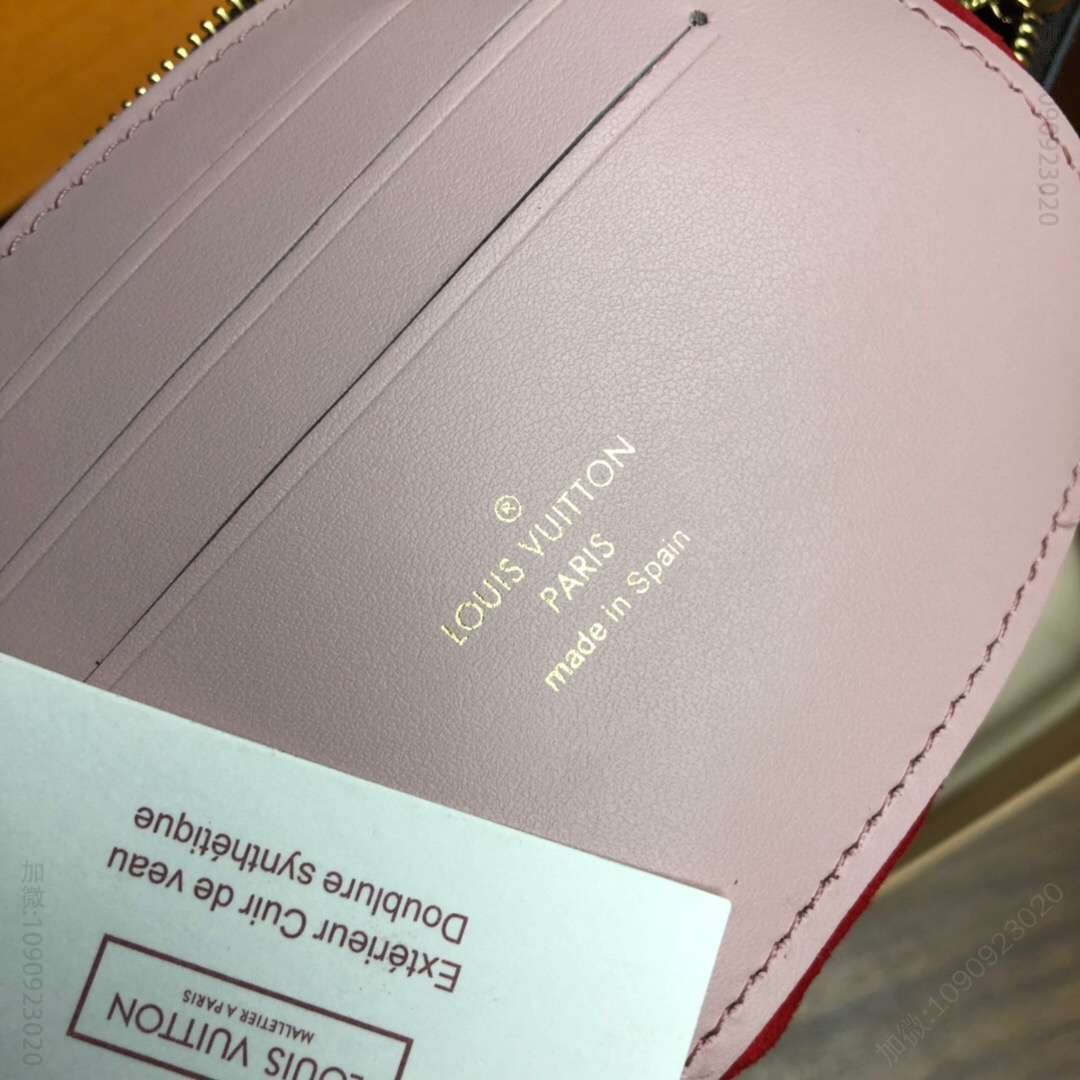 ®
LOUIS VUITTON
PARIS
made in Spain
LOUIS VUITTON
MALLETIER A PARIS
Extérieur Cuir de veau
Doublure synthétique
加微:1090923020
加微:1090923020
090923020